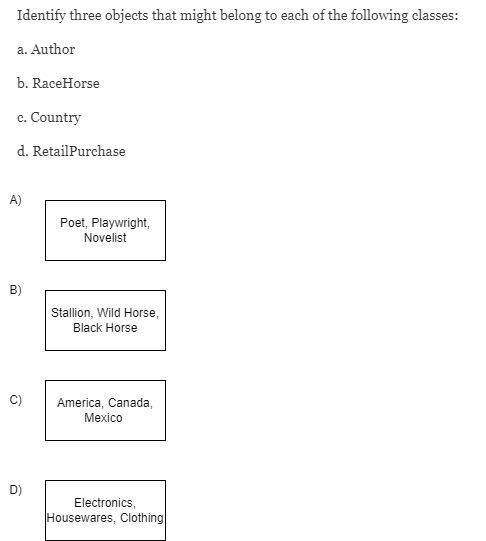 Identify three objects that might belong to each of the following classes:
a. Author
b. RaceHorse
c. Country
d. RetailPurchase
A)
Poet, Playwright,
Novelist
B)
Stallion, Wild Horse,
Black Horse
C)
America, Canada,
Mexico
D)
Electronics,
Housewares, Clothing